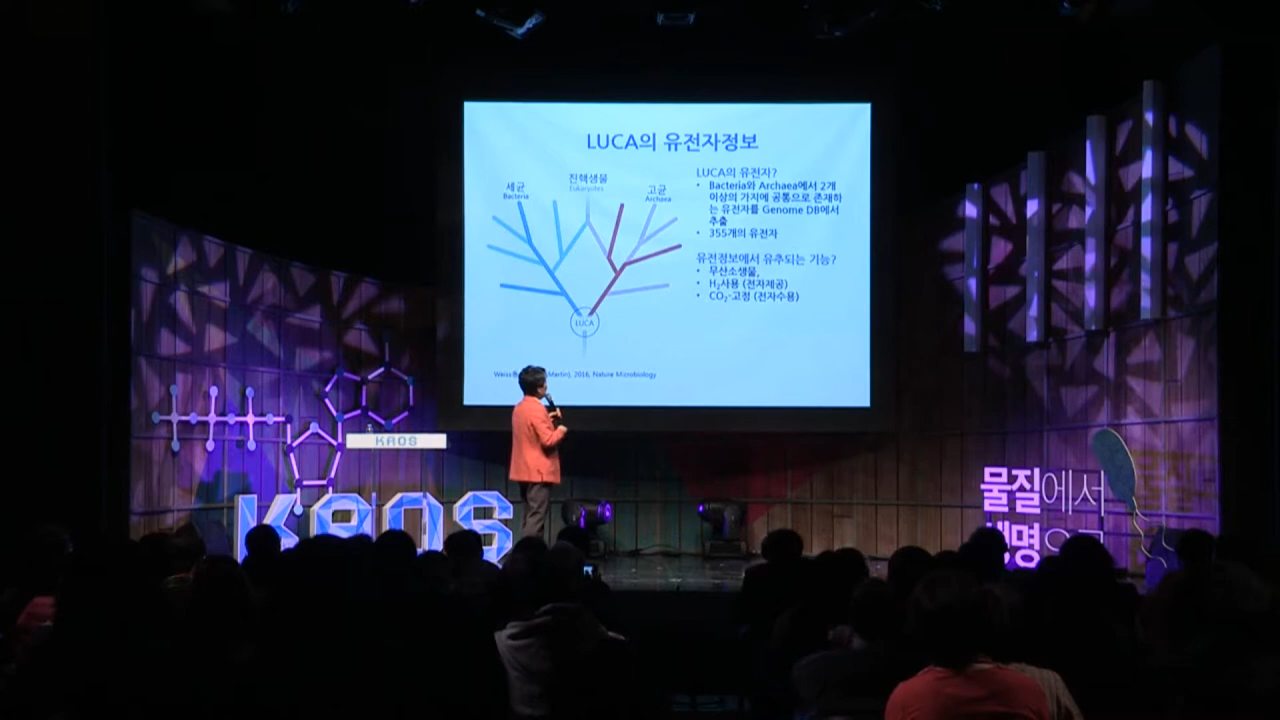 LUCA의 유전자정보
세균
Bacteria
진핵생물
Eukaryotes
고균
Archaea
LUCA
LUCA의 유전자?
• Bacteria와 Archaea에서 2개
이상의 가지에 공통으로 존재하
는 유전자를 Genome DB에서
추출
• 355개의 유전자
유전정보에서 유추되는 기능?
• 무산소생물,
• H₂사용 (전자제공)
• CO₂-고정 (전자수용)
Martin), 2016, Nature Microbiology
KAOS
KAOS
물질에서
생명으로